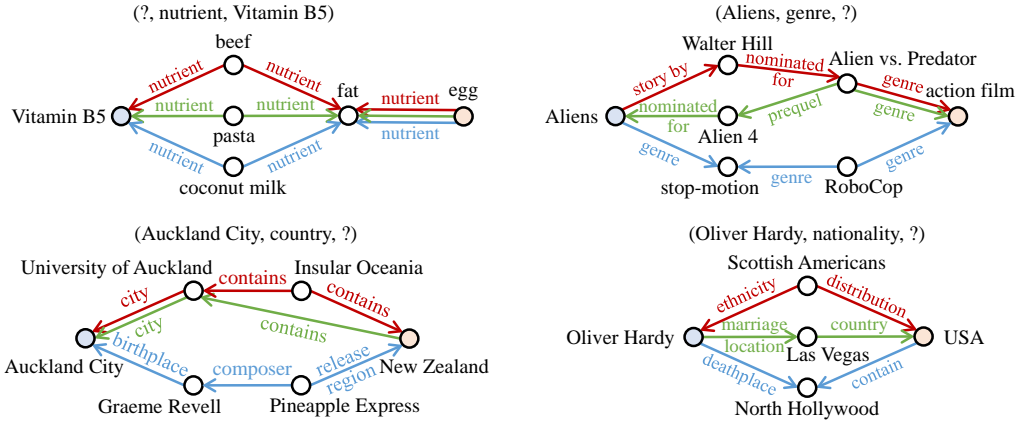 (?, nutrient, Vitamin B5)
beef
nutrient
nutrient
fat
nutrient
egg
Vitamin B5
nutrient
nutrient
pasta
nutrient
nutrient
nutrient
coconut milk
(Aliens, genre, ?)
Walter Hill
story by
nominated
for
Alien vs. Predator
genre
action film
Aliens
nominated
for
Alien 4
prequel
genre
genre
stop-motion
genre
RoboCop
genre
(Auckland City, country, ?)
University of Auckland
contains
Insular Oceania
city
contains
city
contains
birthplace
Auckland City
composer
release
region
New Zealand
Graeme Revell
Pineapple Express
(Oliver Hardy, nationality, ?)
Scottish Americans
ethnicity
distribution
Oliver Hardy
marriage
location
country
USA
Las Vegas
deathplace
contain
North Hollywood